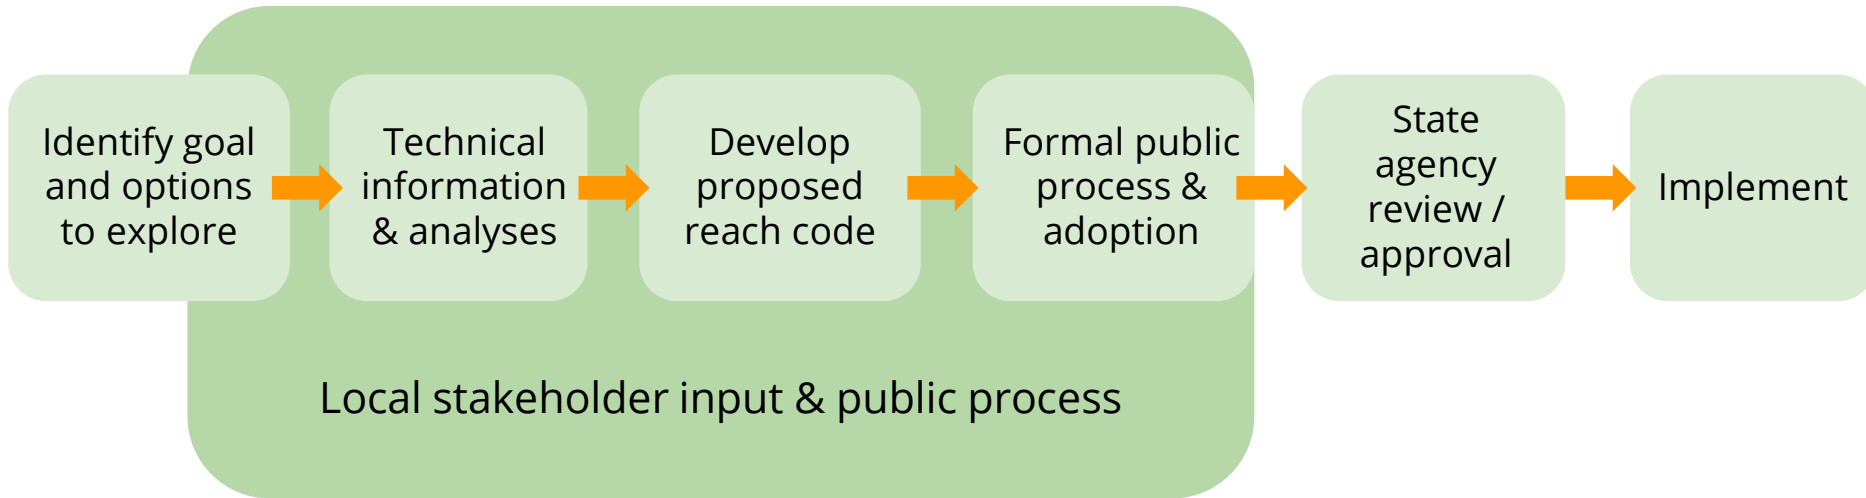 Identify goal
and options
to explore
Technical
information
& analyses
Develop
proposed
reach code
Formal public
process &
adoption
State
agency
review /
approval
Implement
Local stakeholder input & public process